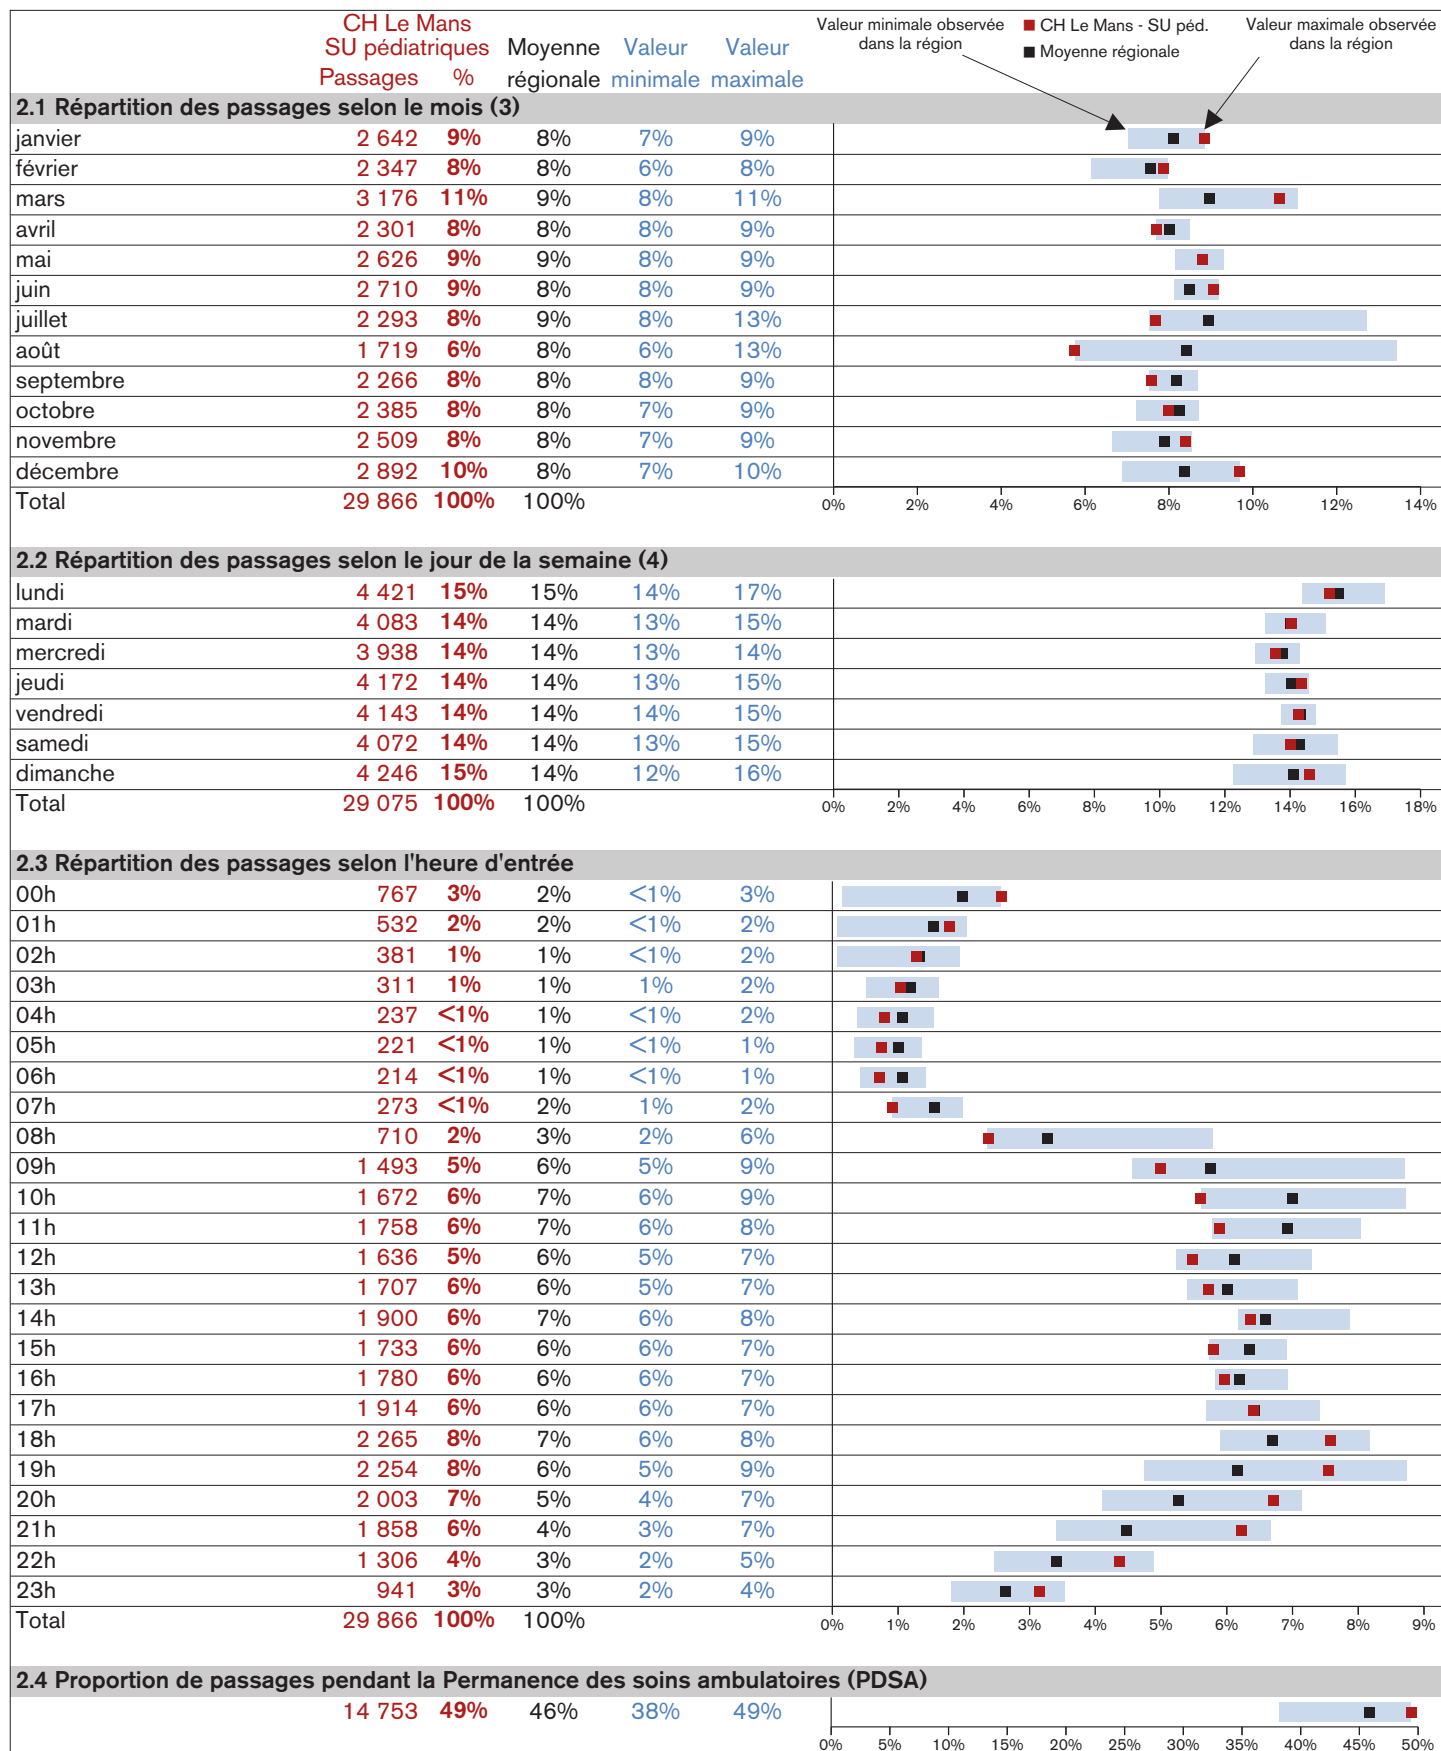 CH Le Mans
SU pédiatriques Moyenne Valeur Valeur
Passages % régionale minimale maximale
Valeur minimale observée dans la région
CH Le Mans - SU péd.
Moyenne régionale
Valeur maximale observée dans la région
2.1 Répartition des passages selon le mois (3)
janvier 2 642 9% 8% 7% 9%
février 2 347 8% 8% 6% 8%
mars 3 176 11% 9% 8% 11%
avril 2 301 8% 8% 8% 9%
mai 2 626 9% 9% 8% 9%
juin 2 710 9% 8% 8% 9%
juillet 2 293 8% 9% 8% 13%
août 1 719 6% 8% 6% 13%
septembre 2 266 8% 8% 8% 9%
octobre 2 385 8% 8% 7% 9%
novembre 2 509 8% 8% 7% 9%
décembre 2 892 10% 8% 7% 10%
Total 29 866 100% 100%
0% 2% 4% 6% 8% 10% 12% 14%
2.2 Répartition des passages selon le jour de la semaine (4)
lundi 4 421 15% 15% 14% 17%
mardi 4 083 14% 14% 13% 15%
mercredi 3 938 14% 14% 13% 14%
jeudi 4 172 14% 14% 13% 15%
vendredi 4 143 14% 14% 14% 15%
samedi 4 072 14% 14% 13% 15%
dimanche 4 246 15% 14% 12% 16%
Total 29 075 100% 100%
0% 2% 4% 6% 8% 10% 12% 14% 16% 18%
2.3 Répartition des passages selon l'heure d'entrée
00h 767 3% 2% <1% 3%
01h 532 2% 2% <1% 2%
02h 381 1% 1% <1% 2%
03h 311 1% 1% 1% 2%
04h 237 <1% 1% <1% 2%
05h 221 <1% 1% <1% 1%
06h 214 <1% 1% <1% 1%
07h 273 <1% 2% 1% 2%
08h 710 2% 3% 2% 6%
09h 1 493 5% 6% 5% 9%
10h 1 672 6% 7% 6% 9%
11h 1 758 6% 7% 6% 8%
12h 1 636 5% 6% 5% 7%
13h 1 707 6% 6% 5% 7%
14h 1 900 6% 7% 6% 8%
15h 1 733 6% 6% 6% 7%
16h 1 780 6% 6% 6% 7%
17h 1 914 6% 6% 6% 7%
18h 2 265 8% 7% 6% 8%
19h 2 254 8% 6% 5% 9%
20h 2 003 7% 5% 4% 7%
21h 1 858 6% 4% 3% 7%
22h 1 306 4% 3% 2% 5%
23h 941 3% 3% 2% 4%
Total 29 866 100% 100%
0% 1% 2% 3% 4% 5% 6% 7% 8% 9%
2.4 Proportion de passages pendant la Permanence des soins ambulatoires (PDSA)
14 753 49% 46% 38% 49%
0% 5% 10% 15% 20% 25% 30% 35% 40% 45% 50%